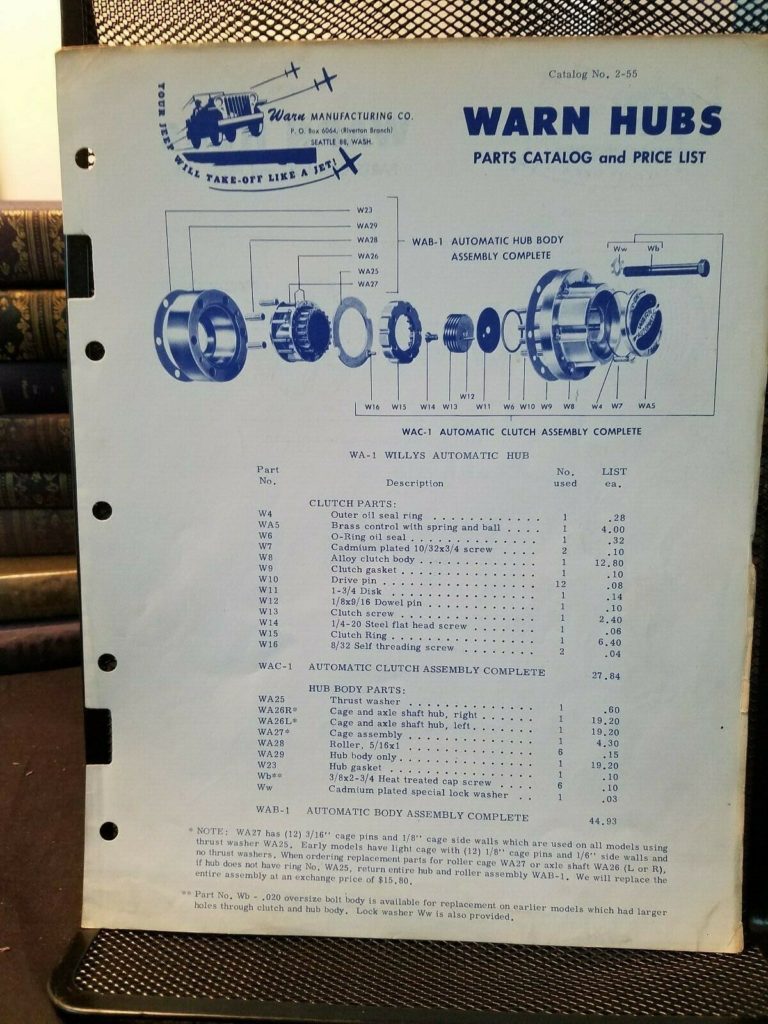 Catalog No. 2-55
YOUR JEEP WILL TAKE-OFF LIKE A JET!
Warn MANUFACTURING CO.
P. O. Box 6064, (Riverton Branch)
SEATTLE 88, WASH.
WARN HUBS
PARTS CATALOG and PRICE LIST
W23
WA29
WA28
WA26
WA25
WA27
WAB-1 AUTOMATIC HUB BODY
ASSEMBLY COMPLETE
Ww Wb
W12
W16 W15 W14 W13 W11 W6 W10 W9 W8 W4 W7 WA5
WAC-1 AUTOMATIC CLUTCH ASSEMBLY COMPLETE
WA-1 WILLYS AUTOMATIC HUB
Part No. Description No. used LIST ea.
CLUTCH PARTS:
W4 Outer oil seal ring . . . . . . . . . . . . 1 .28
WA5 Brass control with spring and ball . . . . 1 4.00
W6 O-Ring oil seal . . . . . . . . . . . . . . 1 .32
W7 Cadmium plated 10/32x3/4 screw . . . . 2 .10
W8 Alloy clutch body . . . . . . . . . . . . . 1 12.80
W9 Clutch gasket . . . . . . . . . . . . . . . 1 .10
W10 Drive pin . . . . . . . . . . . . . . . . . 12 .08
W11 1-3/4 Disk . . . . . . . . . . . . . . . . 1 .14
W12 1/8x9/16 Dowel pin . . . . . . . . . . . . 1 .10
W13 Clutch screw . . . . . . . . . . . . . . . 1 2.40
W14 1/4-20 Steel flat head screw . . . . . . . 1 .06
W15 Clutch Ring . . . . . . . . . . . . . . . . 1 6.40
W16 8/32 Self threading screw . . . . . . . . 2 .04
WAC-1 AUTOMATIC CLUTCH ASSEMBLY COMPLETE 27.84
HUB BODY PARTS:
WA25 Thrust washer . . . . . . . . . . . . . . 1 .60
WA26R* Cage and axle shaft hub, right . . . . . . 1 19.20
WA26L* Cage and axle shaft hub, left . . . . . . . 1 19.20
WA27* Cage assembly . . . . . . . . . . . . . . 1 4.30
WA28 Roller, 5/16x1 . . . . . . . . . . . . . . 6 .15
WA29 Hub body only . . . . . . . . . . . . . . . 1 19.20
W23 Hub gasket . . . . . . . . . . . . . . . . 1 .10
Wb** 3/8x2-3/4 Heat treated cap screw . . . . 6 .10
Ww Cadmium plated special lock washer . . 1 .03
WAB-1 AUTOMATIC BODY ASSEMBLY COMPLETE 44.93
* NOTE: WA27 has (12) 3/16" cage pins and 1/8" cage side walls which are used on all models using
thrust washer WA25. Early models have light cage with (12) 1/8" cage pins and 1/6" side walls and
no thrust washers. When ordering replacement parts for roller cage WA27 or axle shaft WA26 (L or R),
if hub does not have ring No. WA25, return entire hub and roller assembly WAB-1. We will replace the
entire assembly at an exchange price of $15.80.
** Part No. Wb - .020 oversize bolt body is available for replacement on earlier models which had larger
holes through clutch and hub body. Lock washer Ww is also provided.